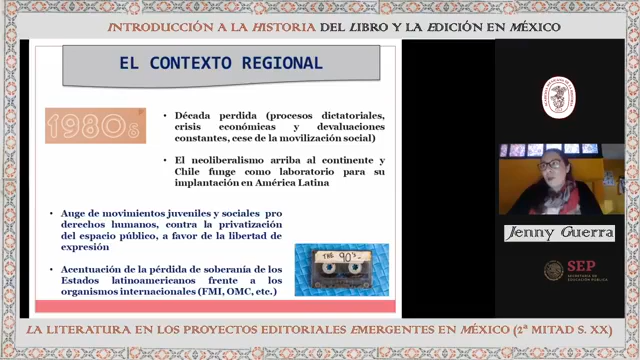 INTRODUCCIÓN A LA HISTORIA DEL LIBRO Y LA EDICIÓN EN MÉXICO
EL CONTEXTO REGIONAL
1980s
• Década perdida (procesos dictatoriales,
crisis económicas y devaluaciones
constantes, cese de la movilización social)
• El neoliberalismo arriba al continente y
Chile funge como laboratorio para su
implantación en América Latina
• Auge de movimientos juveniles y sociales pro
derechos humanos, contra la privatización
del espacio público, a favor de la libertad de
expresión
• Acentuación de la pérdida de soberanía de los
Estados latinoamericanos frente a los
organismos internacionales (FMI, OMC, etc.)
THE 90's
Jenny Guerra
SEP
SECRETARÍA DE
EDUCACIÓN PÚBLICA
LA LITERATURA EN LOS PROYECTOS EDITORIALES EMERGENTES EN MÉXICO (2ª MITAD S. XX)